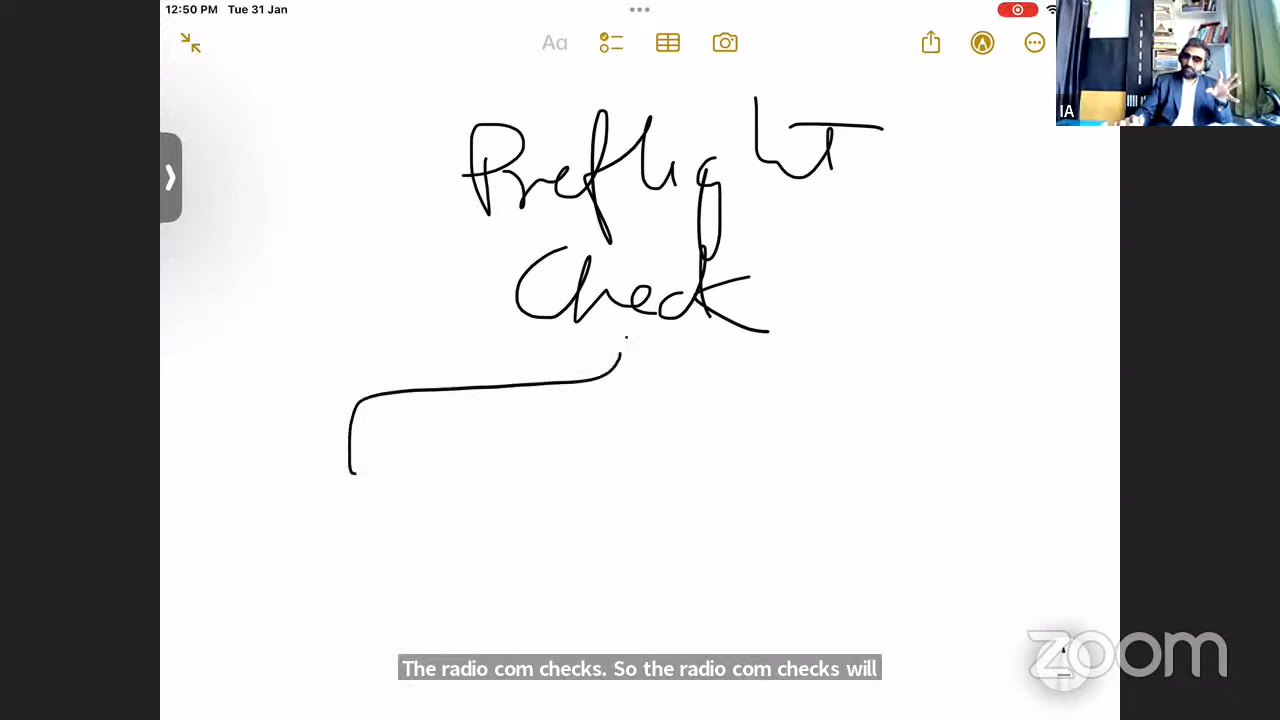 12:50 PM Tue 31 Jan
Aa
IA
Preflight
Check
The radio com checks. So the radio com checks will
zoom